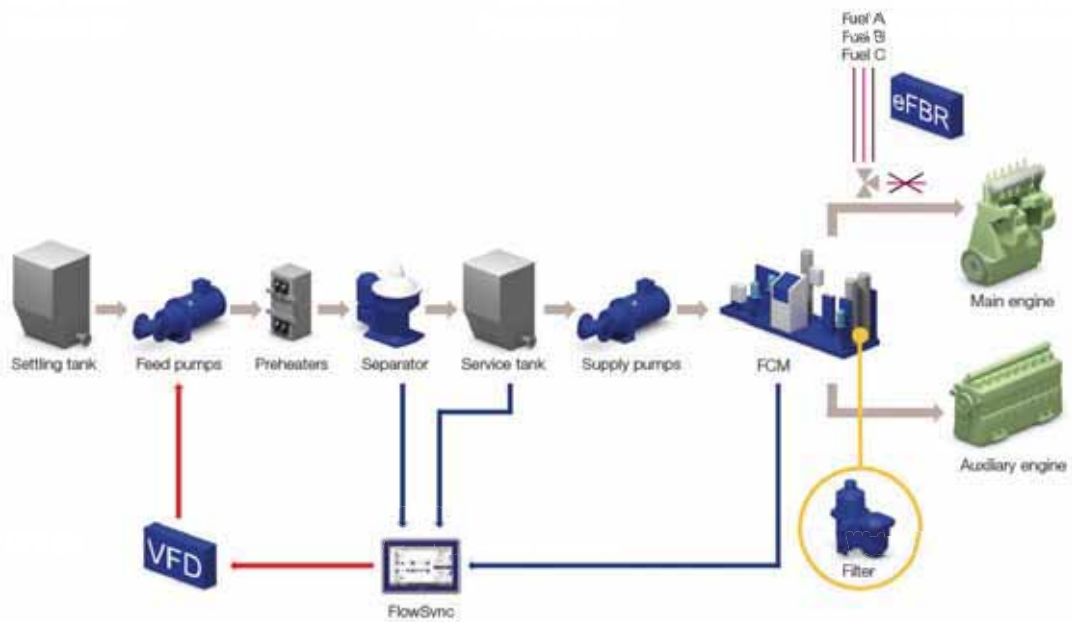 Fuel A
Fuel B
Fuel C
eFBR
Main engine
Settling tank
Feed pumps
Preheaters
Separator
Service tank
Supply pumps
FCM
Auxiliary engine
VFD
FlowSync
Filter